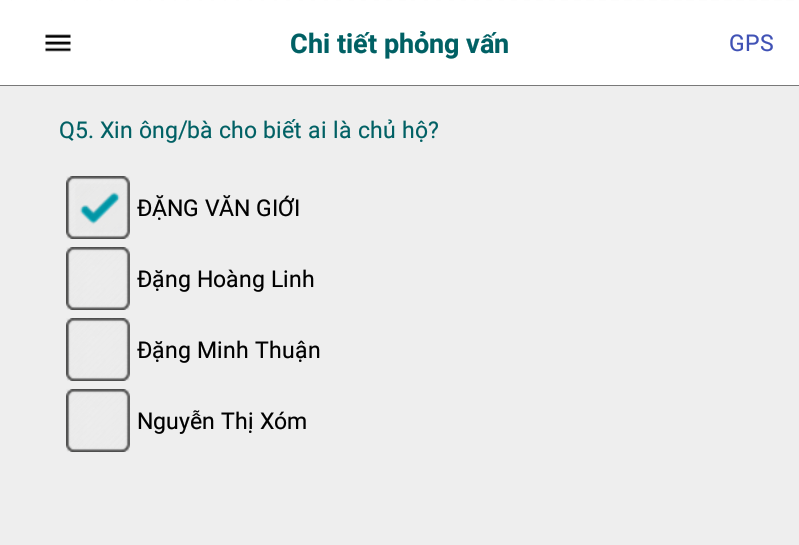 Chi tiết phỏng vấn
GPS
Q5. Xin ông/bà cho biết ai là chủ hộ?
ĐẶNG VĂN GIỚI
Đặng Hoàng Linh
Đặng Minh Thuận
Nguyễn Thị Xóm